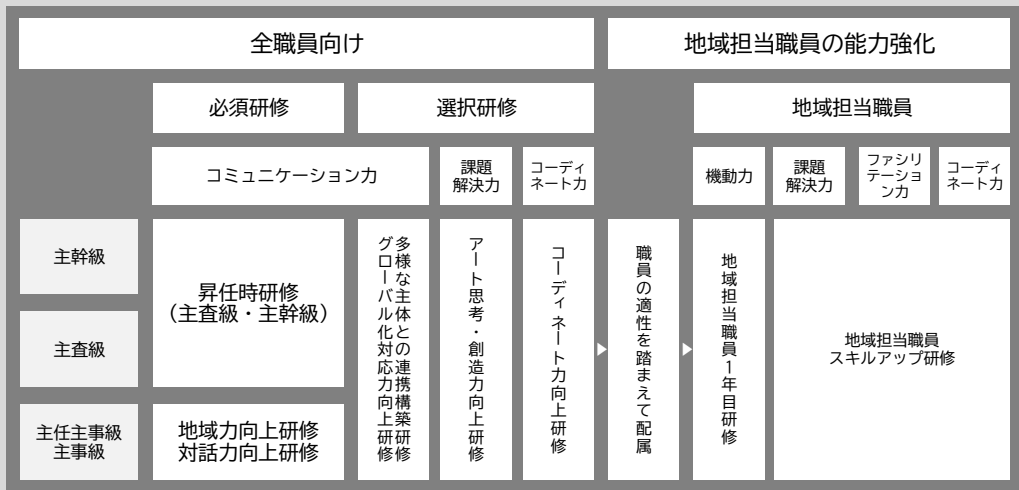 全職員向け
地域担当職員の能力強化
必須研修
選択研修
地域担当職員
コミュニケーション力
課題
解決力
コーディ
ネート力
機動力
課題
解決力
ファシリ
テーショ
ン力
コーディ
ネート力
主幹級
主査級
主任主事級
主事級
昇任時研修
（主査級・主幹級）
地域力向上研修
対話力向上研修
多様な主体との連携構築研修
グローバル化対応力向上研修
アート思考・創造力向上研修
コーディネート力向上研修
職員の適性を踏まえて配属
地域担当職員1年目研修
地域担当職員
スキルアップ研修